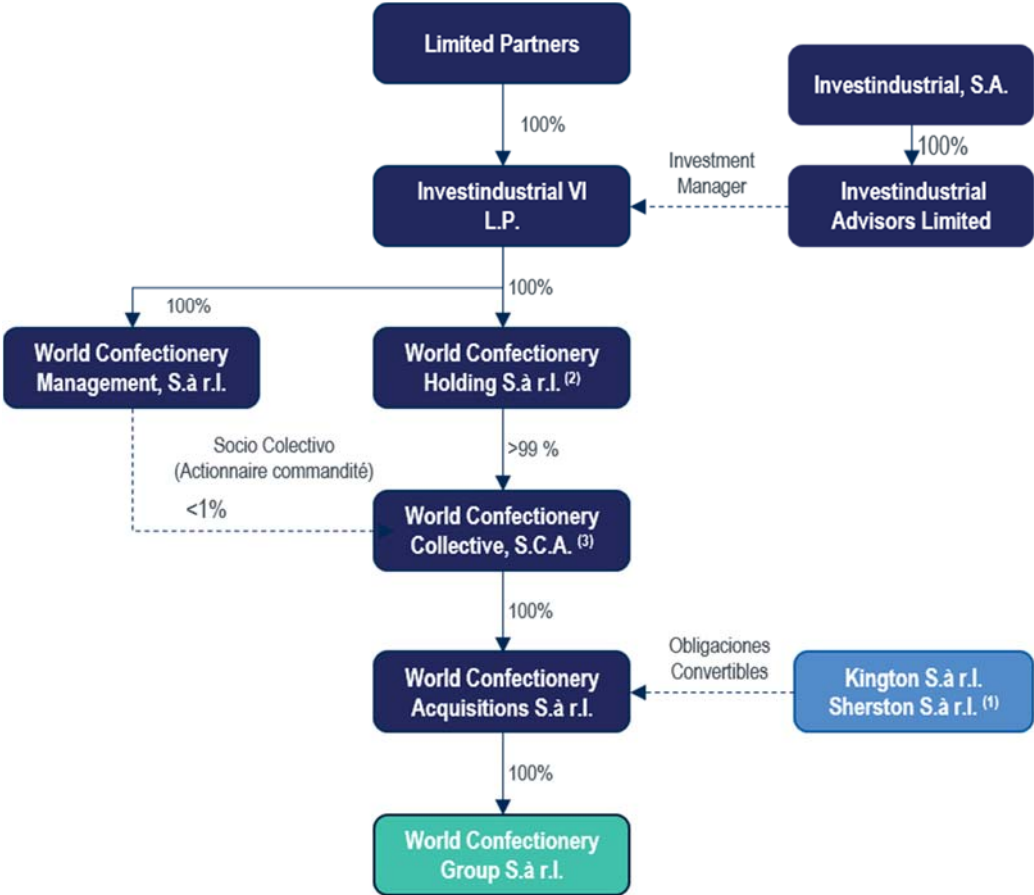 Limited Partners
Investindustrial, S.A.
100%
100%
Investment
Manager
Investindustrial VI
L.P.
Investindustrial
Advisors Limited
100%
100%
World Confectionery
Management, S.à r.l.
World Confectionery
Holding S.à r.l. (2)
Socio Colectivo
(Actionnaire commandité)
>99 %
<1%
World Confectionery
Collective, S.C.A. (3)
100%
Obligaciones
Convertibles
World Confectionery
Acquisitions S.à r.l.
Kington S.à r.l.
Sherston S.à r.l. (1)
100%
World Confectionery
Group S.à r.l.